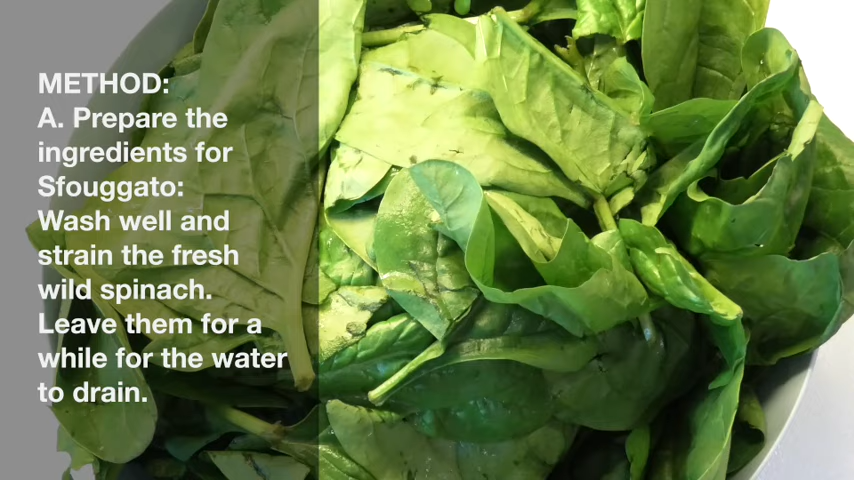 METHOD:
A. Prepare the
ingredients for
Sfouggato:
Wash well and
strain the fresh
wild spinach.
Leave them for a
while for the water
to drain.